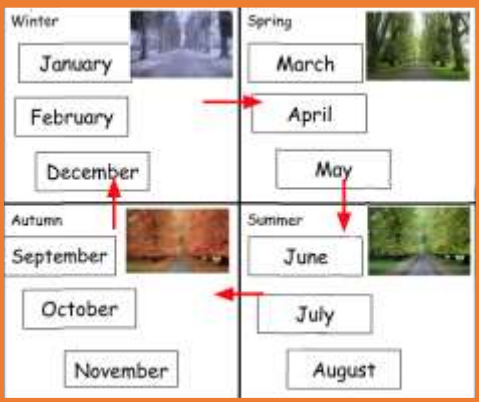 Winter
January
February
December
Spring
March
April
May
Autumn
September
October
November
Summer
June
July
August